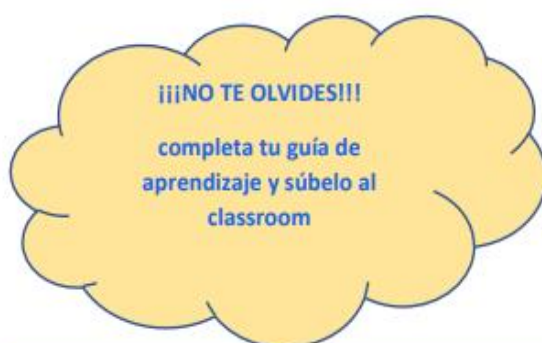 ¡¡¡NO TE OLVIDES!!!
completa tu guía de
aprendizaje y súbelo al
classroom